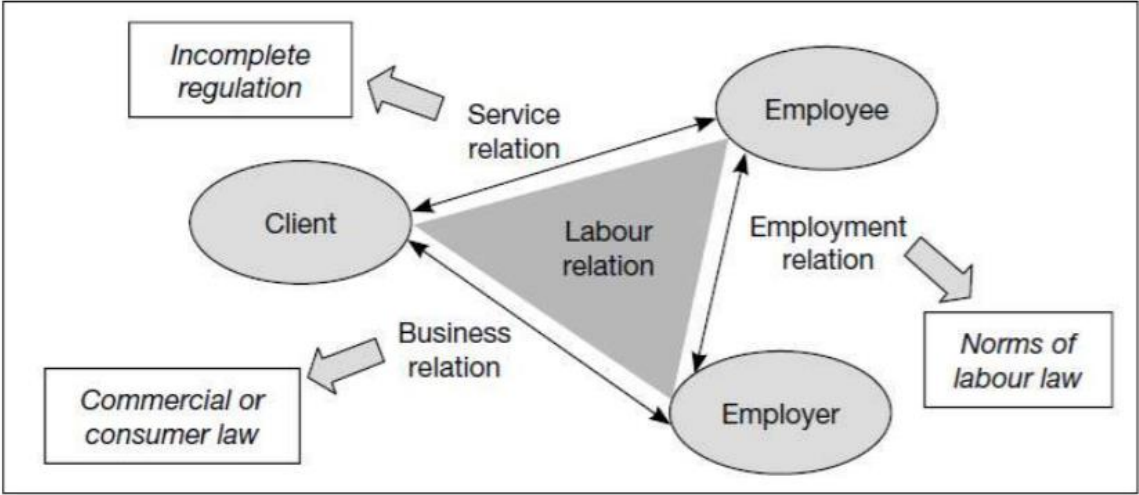 Incomplete
regulation
Service
relation
Employee
Client
Labour
relation
Employment
relation
Business
relation
Norms of
labour law
Commercial or
consumer law
Employer